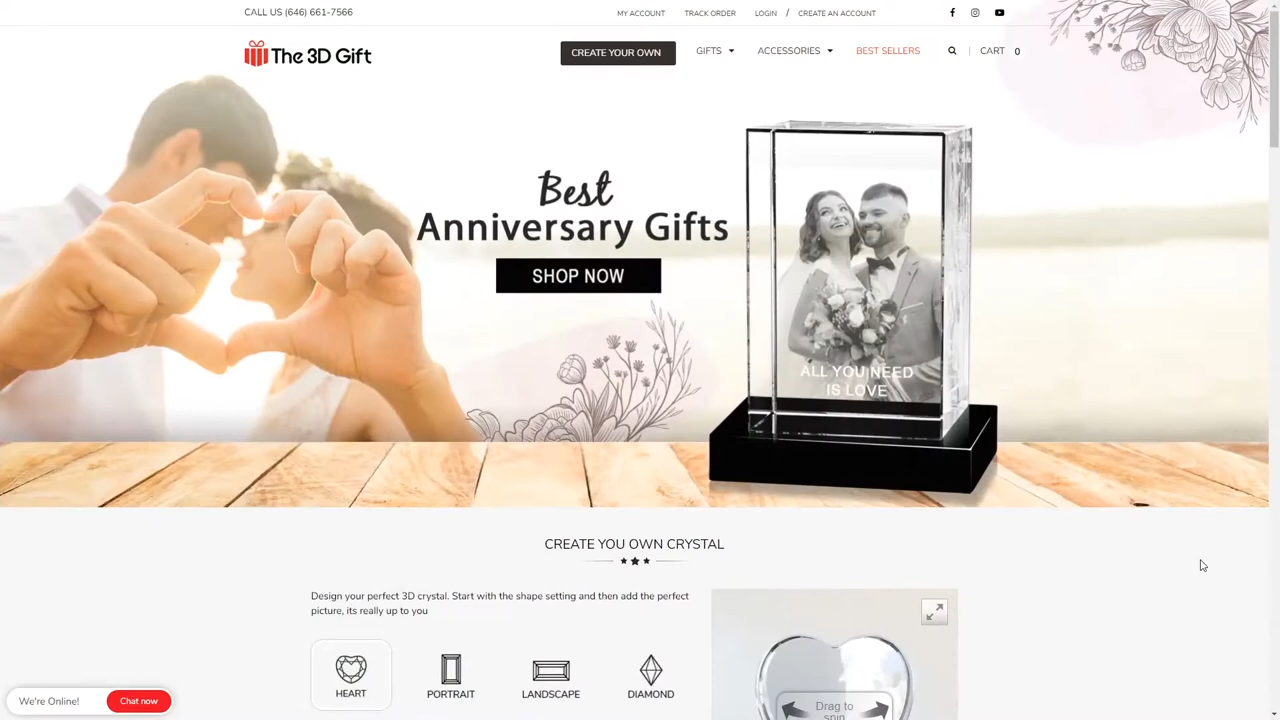 CALL US (646) 661-7566
MY ACCOUNT TRACK ORDER LOGIN / CREATE AN ACCOUNT
The 3D Gift
CREATE YOUR OWN GIFTS ACCESSORIES BEST SELLERS CART 0
Best
Anniversary Gifts
SHOP NOW
ALL YOU NEED
IS LOVE
CREATE YOU OWN CRYSTAL
Design your perfect 3D crystal. Start with the shape setting and then add the perfect
picture, its really up to you
HEART PORTRAIT LANDSCAPE DIAMOND
Drag to
spin
We're Online! Chat now